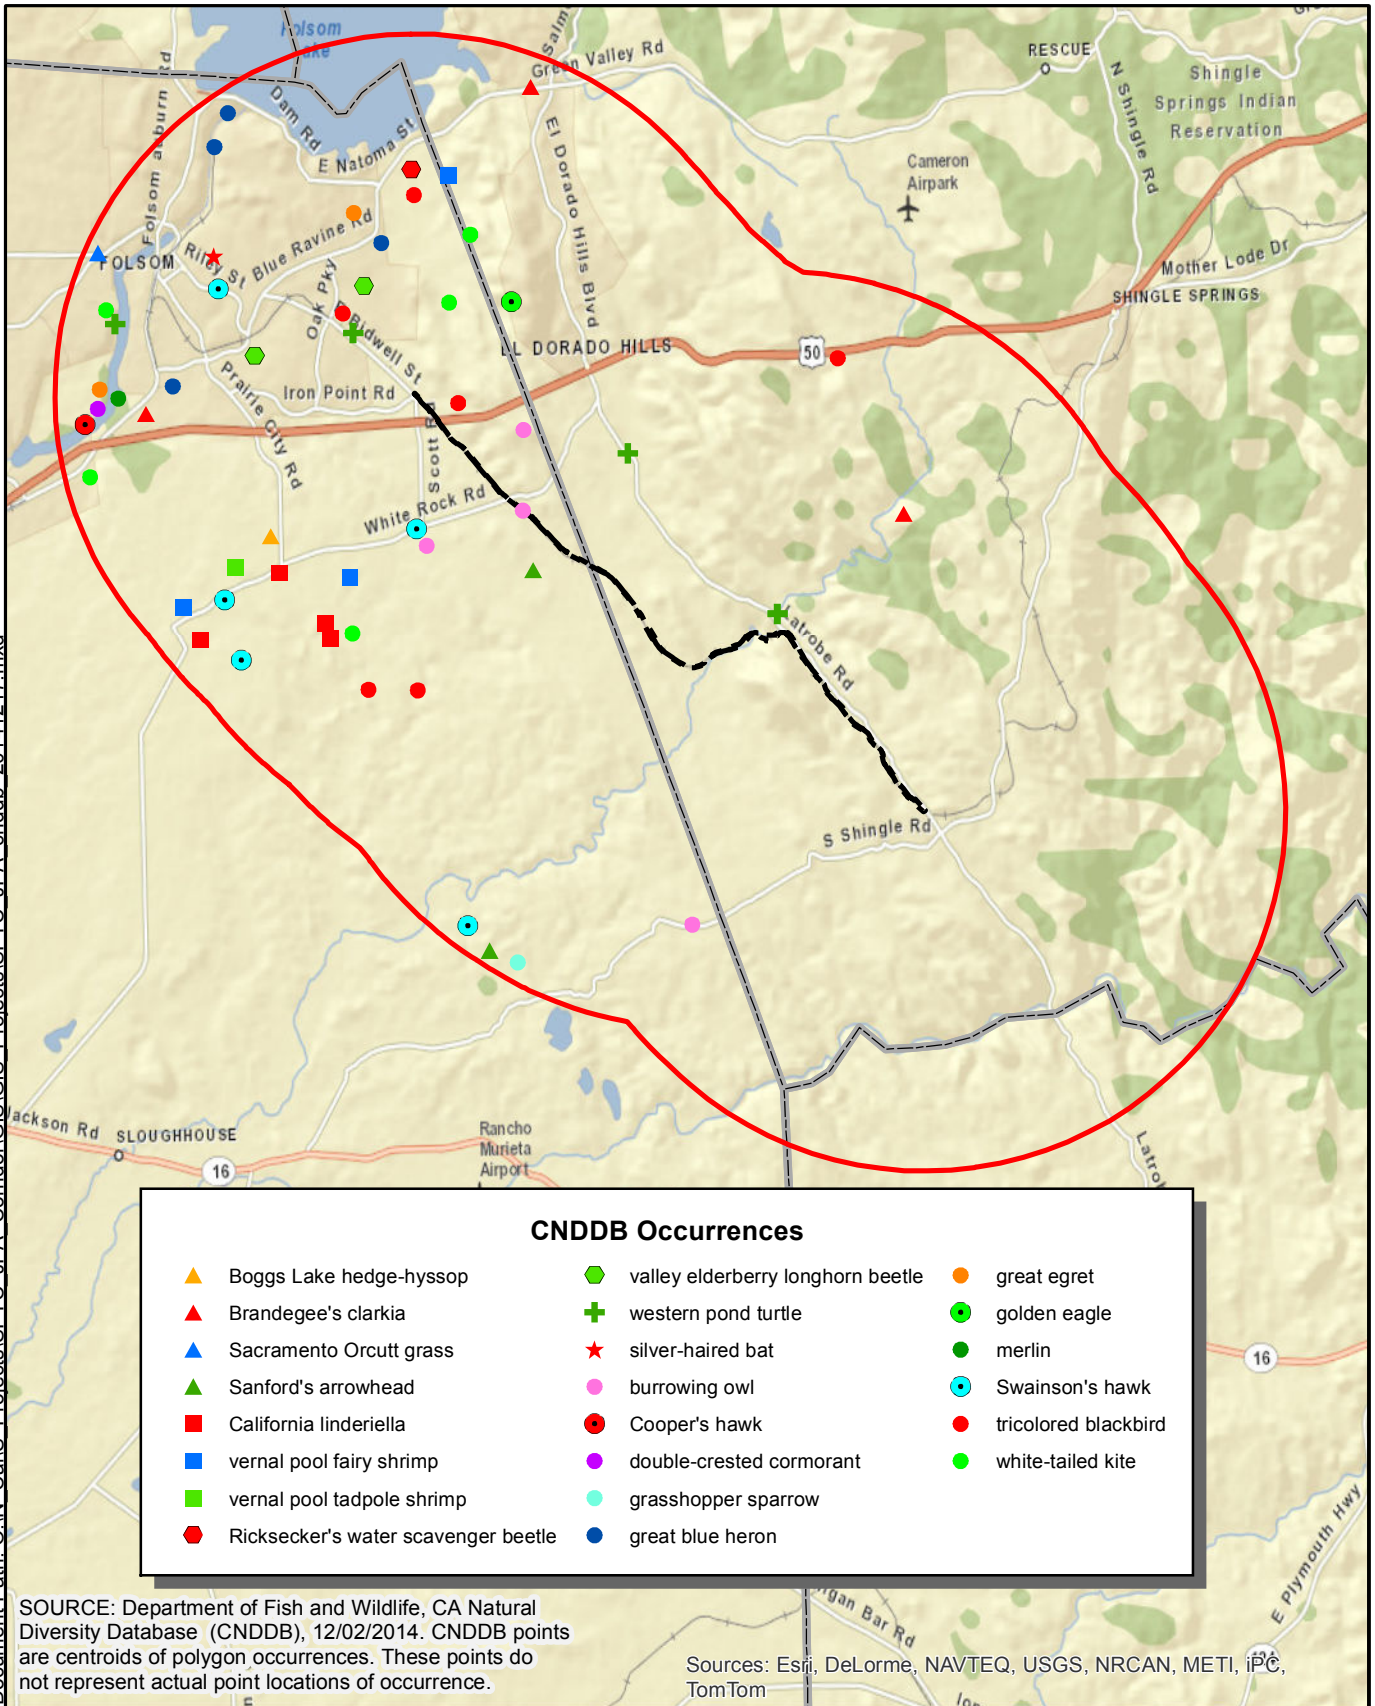 Folsom
Lake
Salm
Green Valley Rd
RESCUE
Shingle
Springs Indian
Reservation
N Shingle Rd
Folsom auburn Rd
Dam Rd
E Natoma St
El Dorado Hills Blvd
Cameron
Airpark
Riley St
Blue Ravine Rd
FOLSOM
Oak Pky
E Bidwell St
Mother Lode Dr
SHINGLE SPRINGS
EL DORADO HILLS
50
Prairie City Rd
Iron Point Rd
Scott Rd
White Rock Rd
Latrobe Rd
S Shingle Rd
Jackson Rd
SLOUGHHOUSE
16
Rancho
Murieta
Airport
Latrob
CNDDB Occurrences
Boggs Lake hedge-hyssop
Brandegee's clarkia
Sacramento Orcutt grass
Sanford's arrowhead
California linderiella
vernal pool fairy shrimp
vernal pool tadpole shrimp
Ricksecker's water scavenger beetle
valley elderberry longhorn beetle
western pond turtle
silver-haired bat
burrowing owl
Cooper's hawk
double-crested cormorant
grasshopper sparrow
great blue heron
great egret
golden eagle
merlin
Swainson's hawk
tricolored blackbird
white-tailed kite
16
E Plymouth Hwy
igan Bar Rd
SOURCE: Department of Fish and Wildlife, CA Natural
Diversity Database (CNDDB), 12/02/2014. CNDDB points
are centroids of polygon occurrences. These points do
not represent actual point locations of occurrence.
Sources: Esri, DeLorme, NAVTEQ, USGS, NRCAN, METI, iPC,
TomTom